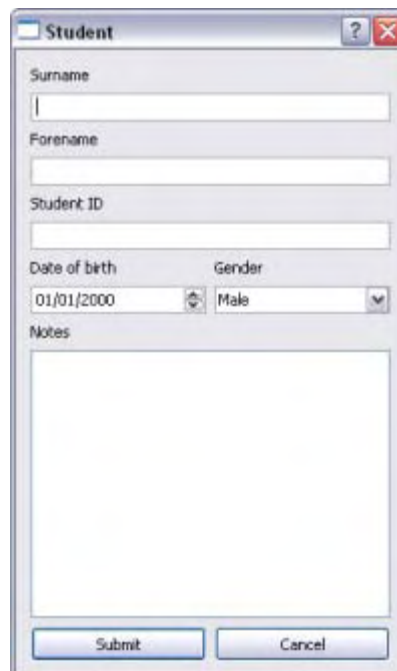 Student
Surname
Forename
Student ID
Date of birth Gender
01/01/2000 Male
Notes
Submit Cancel